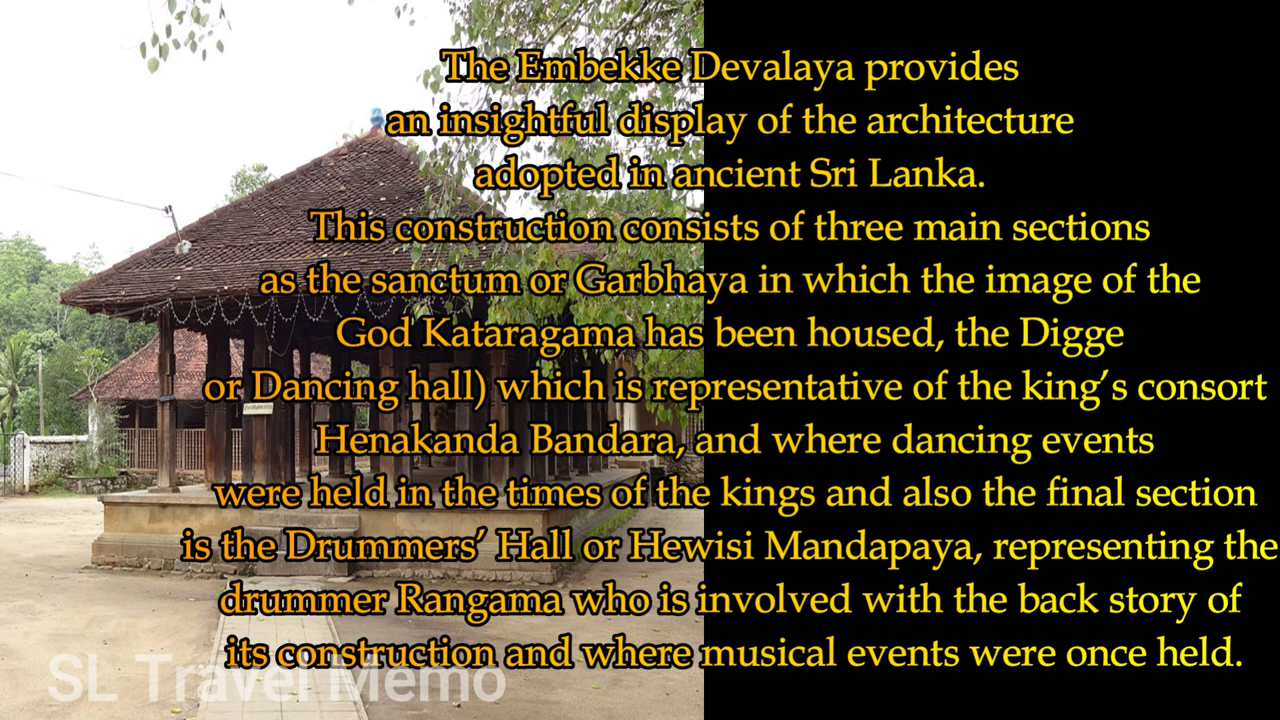 The Embekke Devalaya provides
an insightful display of the architecture
adopted in ancient Sri Lanka.
This construction consists of three main sections
as the sanctum or Garbhaya in which the image of the
God Kataragama has been housed, the Digge
or Dancing hall) which is representative of the king's consort
Henakanda Bandara, and where dancing events
were held in the times of the kings and also the final section
is the Drummers' Hall or Hewisi Mandapaya, representing the
drummer Rangama who is involved with the back story of
its construction and where musical events were once held.
SL Travel Memo